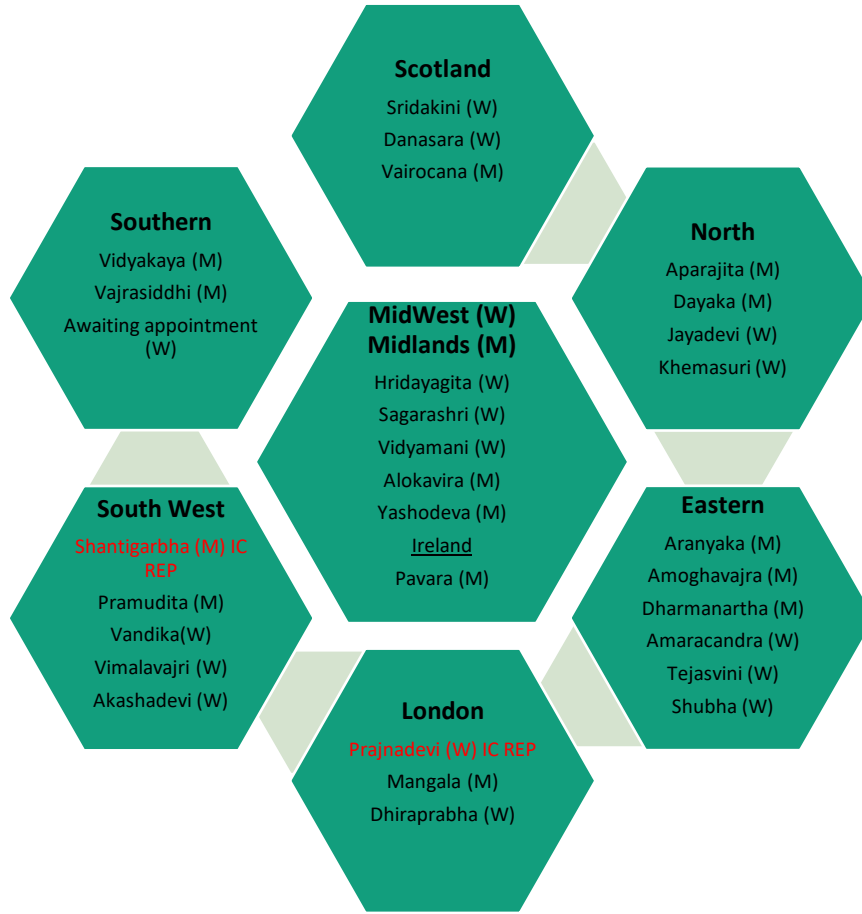 Scotland
Sridakini (W)
Danasara (W)
Vairocana (M)
Southern
Vidyakaya (M)
Vajrasiddhi (M)
Awaiting appointment
(W)
North
Aparajita (M)
Dayaka (M)
Jayadevi (W)
Khemasuri (W)
MidWest (W)
Midlands (M)
Hridayagita (W)
Sagarashri (W)
Vidyamani (W)
Alokavira (M)
Yashodeva (M)
Ireland
Pavara (M)
South West
Shantigarbha (M) IC
REP
Pramudita (M)
Vandika(W)
Vimalavajri (W)
Akashadevi (W)
Eastern
Aranyaka (M)
Amoghavajra (M)
Dharmanartha (M)
Amaracandra (W)
Tejasvini (W)
Shubha (W)
London
Prajnadevi (W) IC REP
Mangala (M)
Dhiraprabha (W)